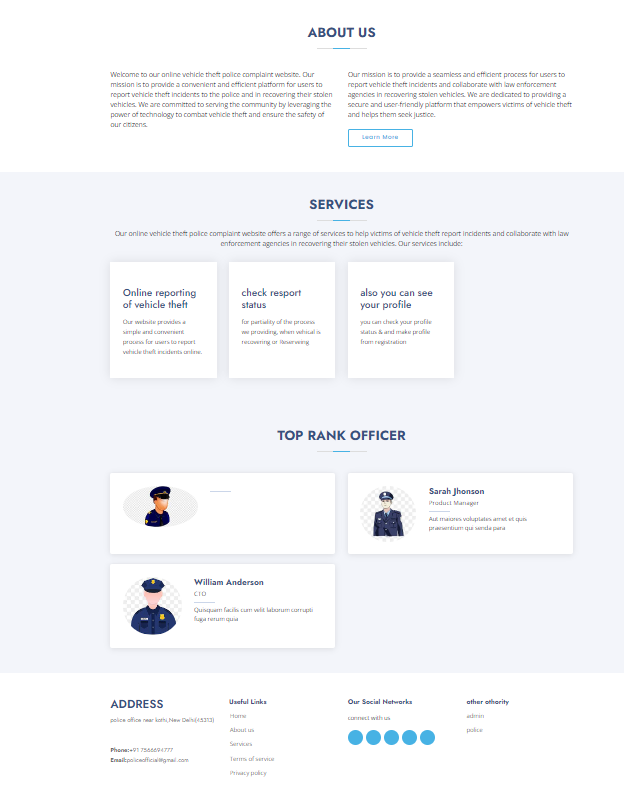 ABOUT US
Welcome to our online vehicle theft police complaint website. Our
mission is to provide a convenient and efficient platform for users to
report vehicle theft incidents to the police and in recovering their stolen
vehicles. We are committed to serving the community by leveraging the
power of technology to combat vehicle theft and ensure the safety of
our citizens.
Our mission is to provide a seamless and efficient process for users to
report vehicle theft incidents and collaborate with law enforcement
agencies in recovering stolen vehicles. We are dedicated to providing a
secure and user-friendly platform that empowers victims of vehicle theft
and helps them seek justice.
Learn More
SERVICES
Our online vehicle theft police complaint website offers a range of services to help victims of vehicle theft report incidents and collaborate with law
enforcement agencies in recovering their stolen vehicles. Our services include:
Online reporting
of vehicle theft
Our website provides a
simple and convenient
process for users to report
vehicle theft incidents online.
check resport
status
for partiality of the process
we providing, when vehical is
recovering or Reserveing
also you can see
your profile
you can check your profile
status & and make profile
from registration
TOP RANK OFFICER
Sarah Jhonson
Product Manager
Aut maiores voluptates amet et quis
praesentium qui senda para
William Anderson
CTO
Quisquam facilis cum velit laborum corrupti
fuga rerum quia
ADDRESS
police office near kothi,New Delhi(45313)
Phone:+91 7566694777
Email:policeofficial@gmail.com
Useful Links
Home
About us
Services
Terms of service
Privacy policy
Our Social Networks
connect with us
other othority
admin
police